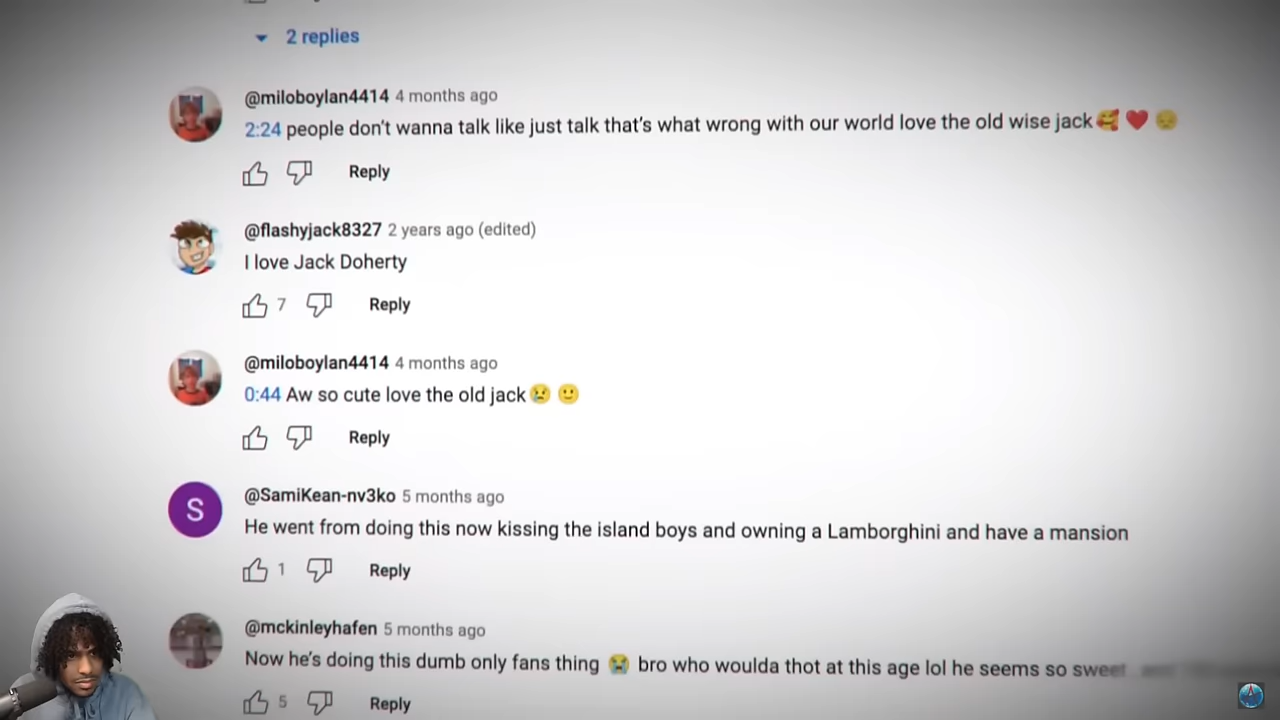 2 replies
@miloboylan4414 4 months ago
2:24 people don't wanna talk like just talk that's what wrong with our world love the old wise jack🥰 ❤️ 😔
Reply
@flashyjack8327 2 years ago (edited)
I love Jack Doherty
7 Reply
@miloboylan4414 4 months ago
0:44 Aw so cute love the old jack😢 🙂
Reply
S
@SamiKean-nv3ko 5 months ago
He went from doing this now kissing the island boys and owning a Lamborghini and have a mansion
1 Reply
@mckinleyhafen 5 months ago
Now he's doing this dumb only fans thing 😭 bro who woulda thot at this age lol he seems so sweet
5 Reply